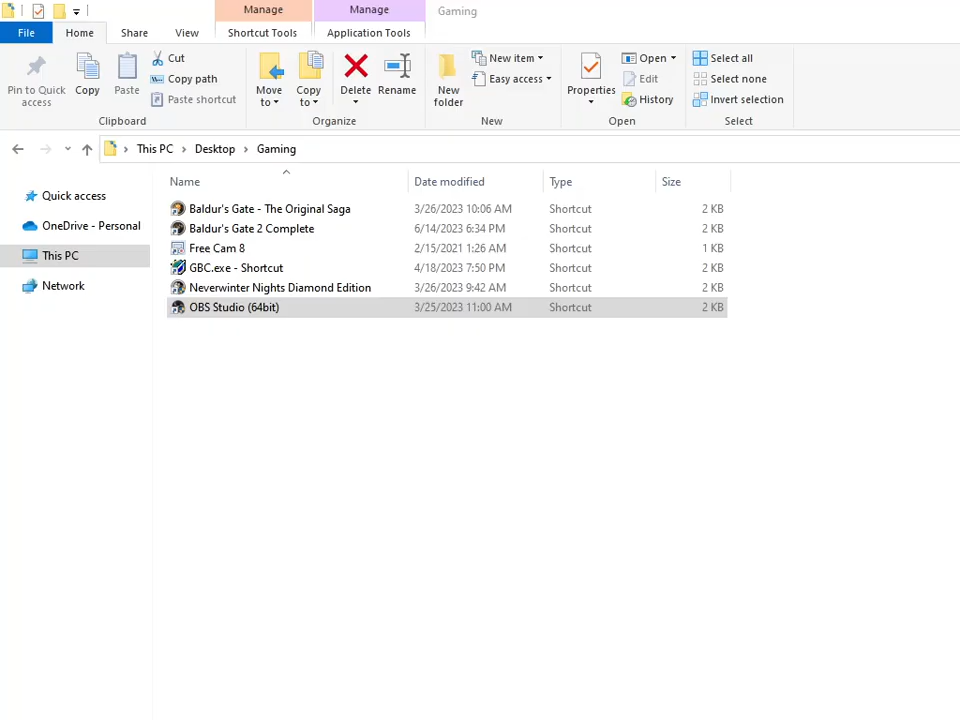 Manage Manage Gaming
File Home Share View Shortcut Tools Application Tools
Pin to Quick access
Copy
Paste
Cut
Copy path
Paste shortcut
Clipboard
Move to
Copy to
Delete
Rename
Organize
New folder
New item
Easy access
New
Properties
Open
Edit
History
Open
Select all
Select none
Invert selection
Select
This PC > Desktop > Gaming
Quick access
OneDrive - Personal
This PC
Network
Name Date modified Type Size
Baldur's Gate - The Original Saga 3/26/2023 10:06 AM Shortcut 2 KB
Baldur's Gate 2 Complete 6/14/2023 6:34 PM Shortcut 2 KB
Free Cam 8 2/15/2021 1:26 AM Shortcut 1 KB
GBC.exe - Shortcut 4/18/2023 7:50 PM Shortcut 2 KB
Neverwinter Nights Diamond Edition 3/26/2023 9:42 AM Shortcut 2 KB
OBS Studio (64bit) 3/25/2023 11:00 AM Shortcut 2 KB